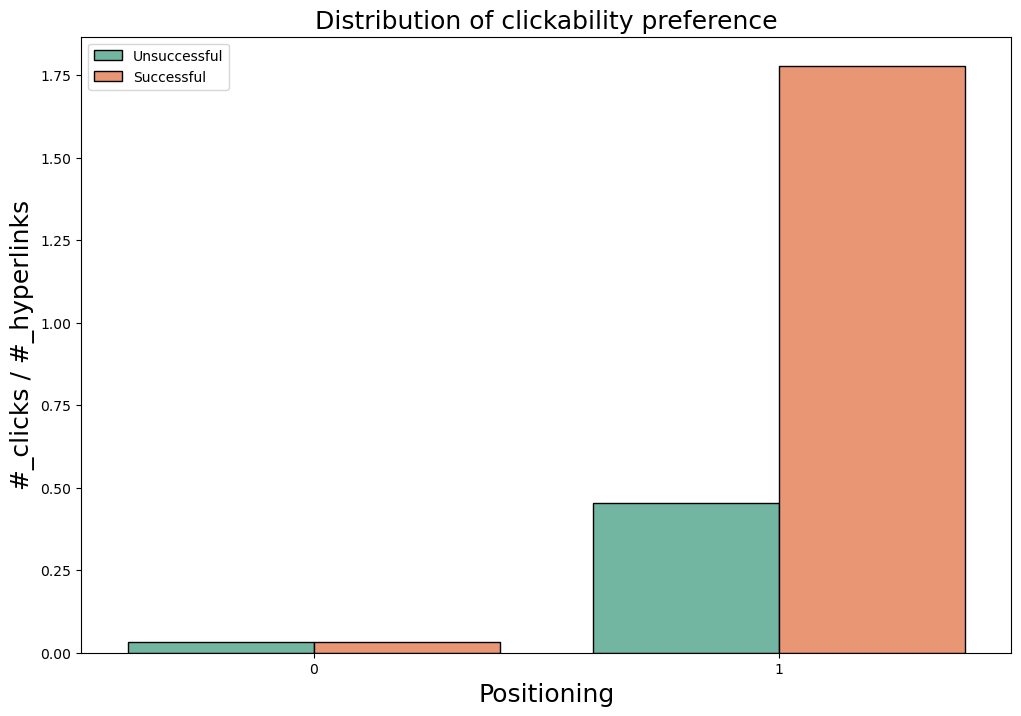 Distribution of clickability preference
Unsuccessful
Successful
#_clicks / #_hyperlinks
1.75
1.50
1.25
1.00
0.75
0.50
0.25
0.00
0 1
Positioning